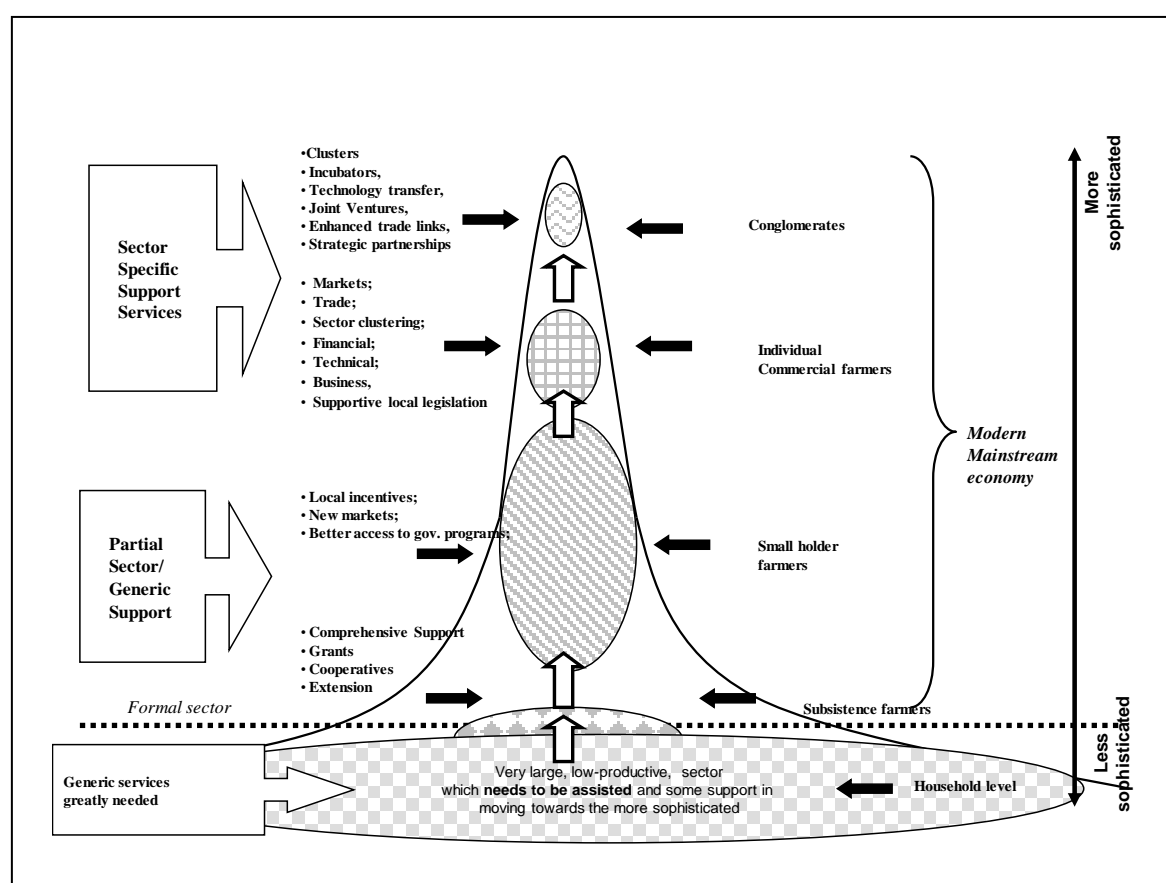 •Clusters
• Incubators,
• Technology transfer,
• Joint Ventures,
• Enhanced trade links,
• Strategic partnerships
Sector
Specific
Support
Services
Conglomerates
More
sophisticated
• Markets;
• Trade;
• Sector clustering;
• Financial;
• Technical;
• Business,
• Supportive local legislation
Individual
Commercial farmers
Modern
Mainstream
economy
Partial
Sector/
Generic
Support
• Local incentives;
• New markets;
• Better access to gov. programs;
Small holder
farmers
• Comprehensive Support
• Grants
• Cooperatives
• Extension
Formal sector
Subsistence farmers
Less
sophisticated
Generic services
greatly needed
Very large, low-productive, sector
which needs to be assisted and some support in
moving towards the more sophisticated
Household level